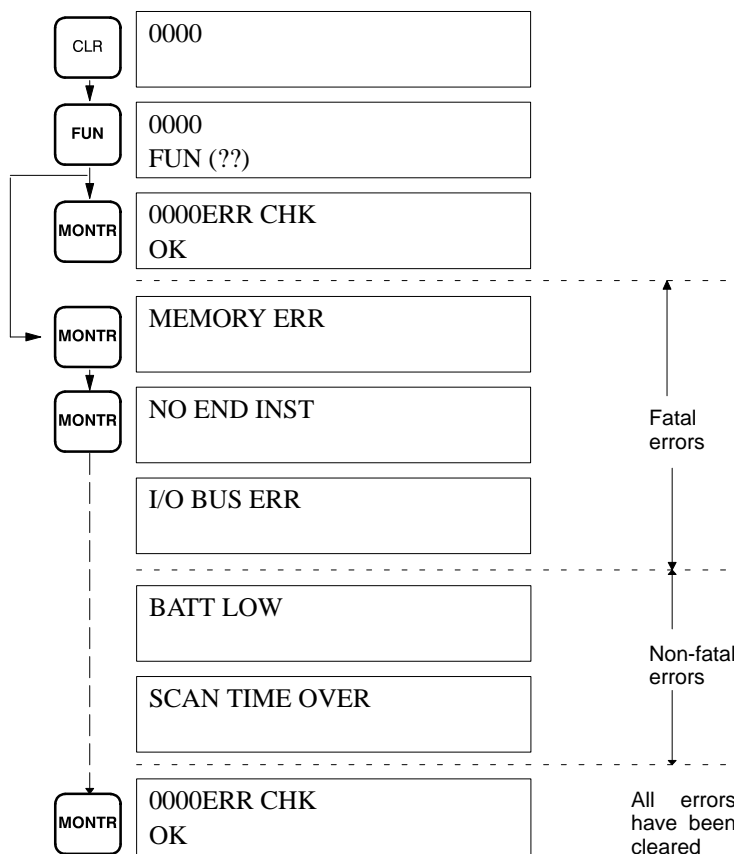 CLR
0000
FUN
0000
FUN (??)
MONTR
0000ERR CHK
OK
MONTR
MEMORY ERR
MONTR
NO END INST
Fatal
errors
I/O BUS ERR
BATT LOW
Non-fatal
errors
SCAN TIME OVER
MONTR
0000ERR CHK
OK
All errors
have been
cleared